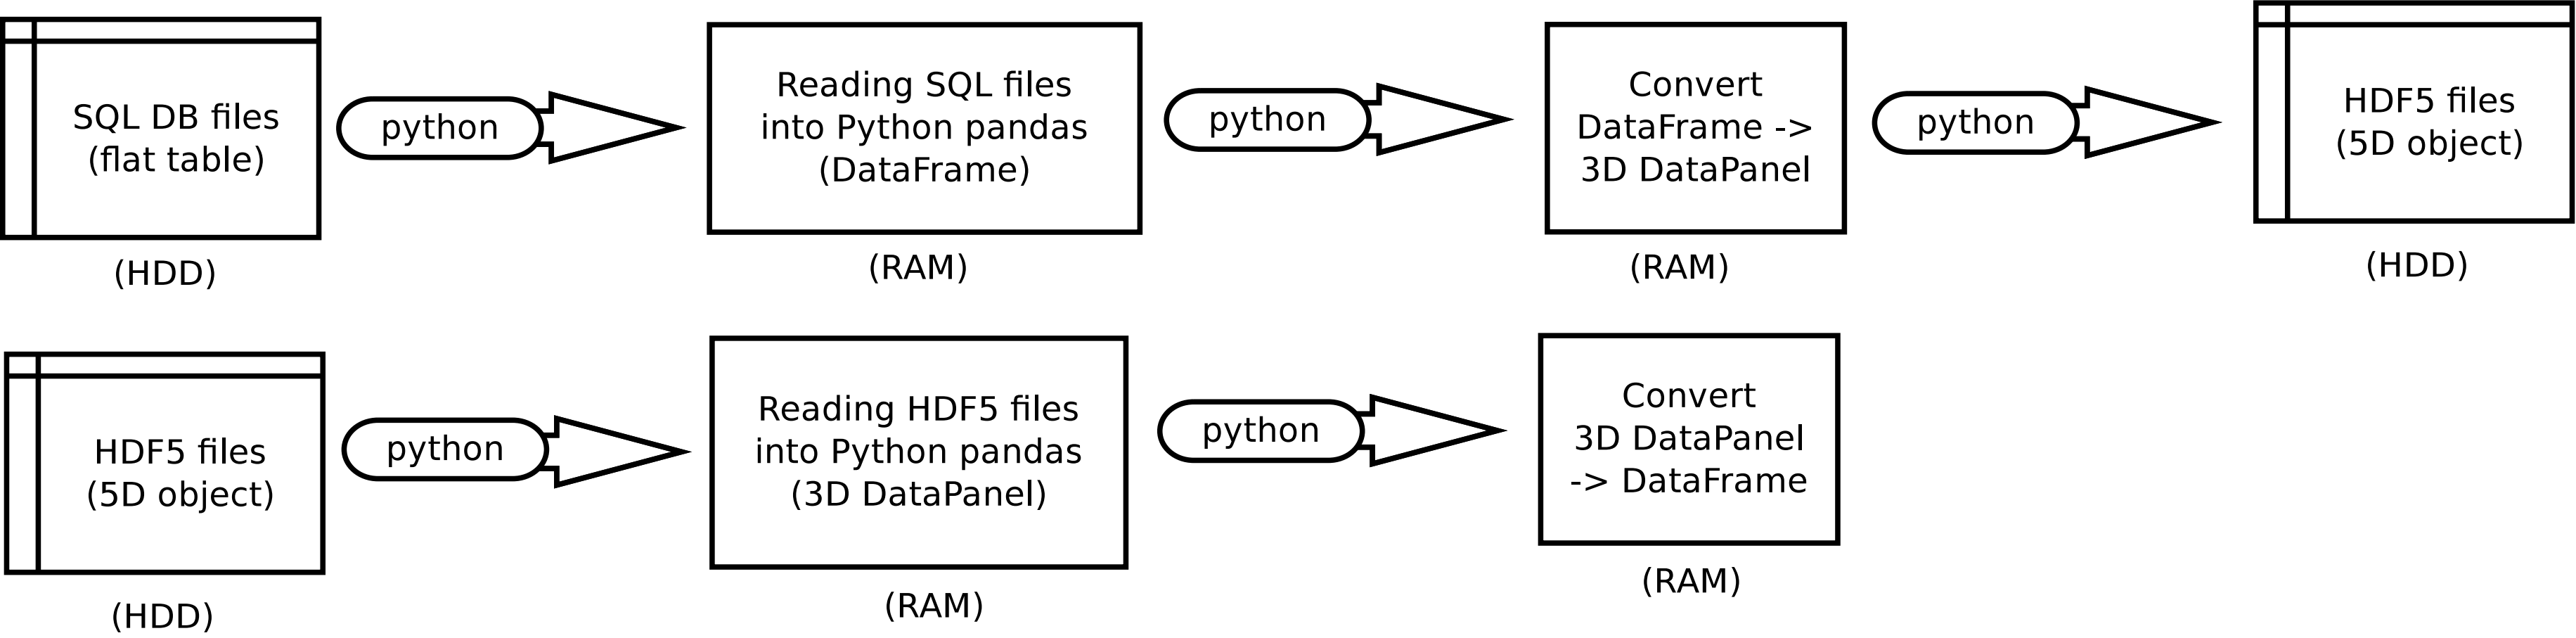 SQL DB files
(flat table)
(HDD)
python
Reading SQL files
into Python pandas
(DataFrame)
(RAM)
python
Convert
DataFrame ->
3D DataPanel
(RAM)
python
HDF5 files
(5D object)
(HDD)
HDF5 files
(5D object)
(HDD)
python
Reading HDF5 files
into Python pandas
(3D DataPanel)
(RAM)
python
Convert
3D DataPanel
-> DataFrame
(RAM)